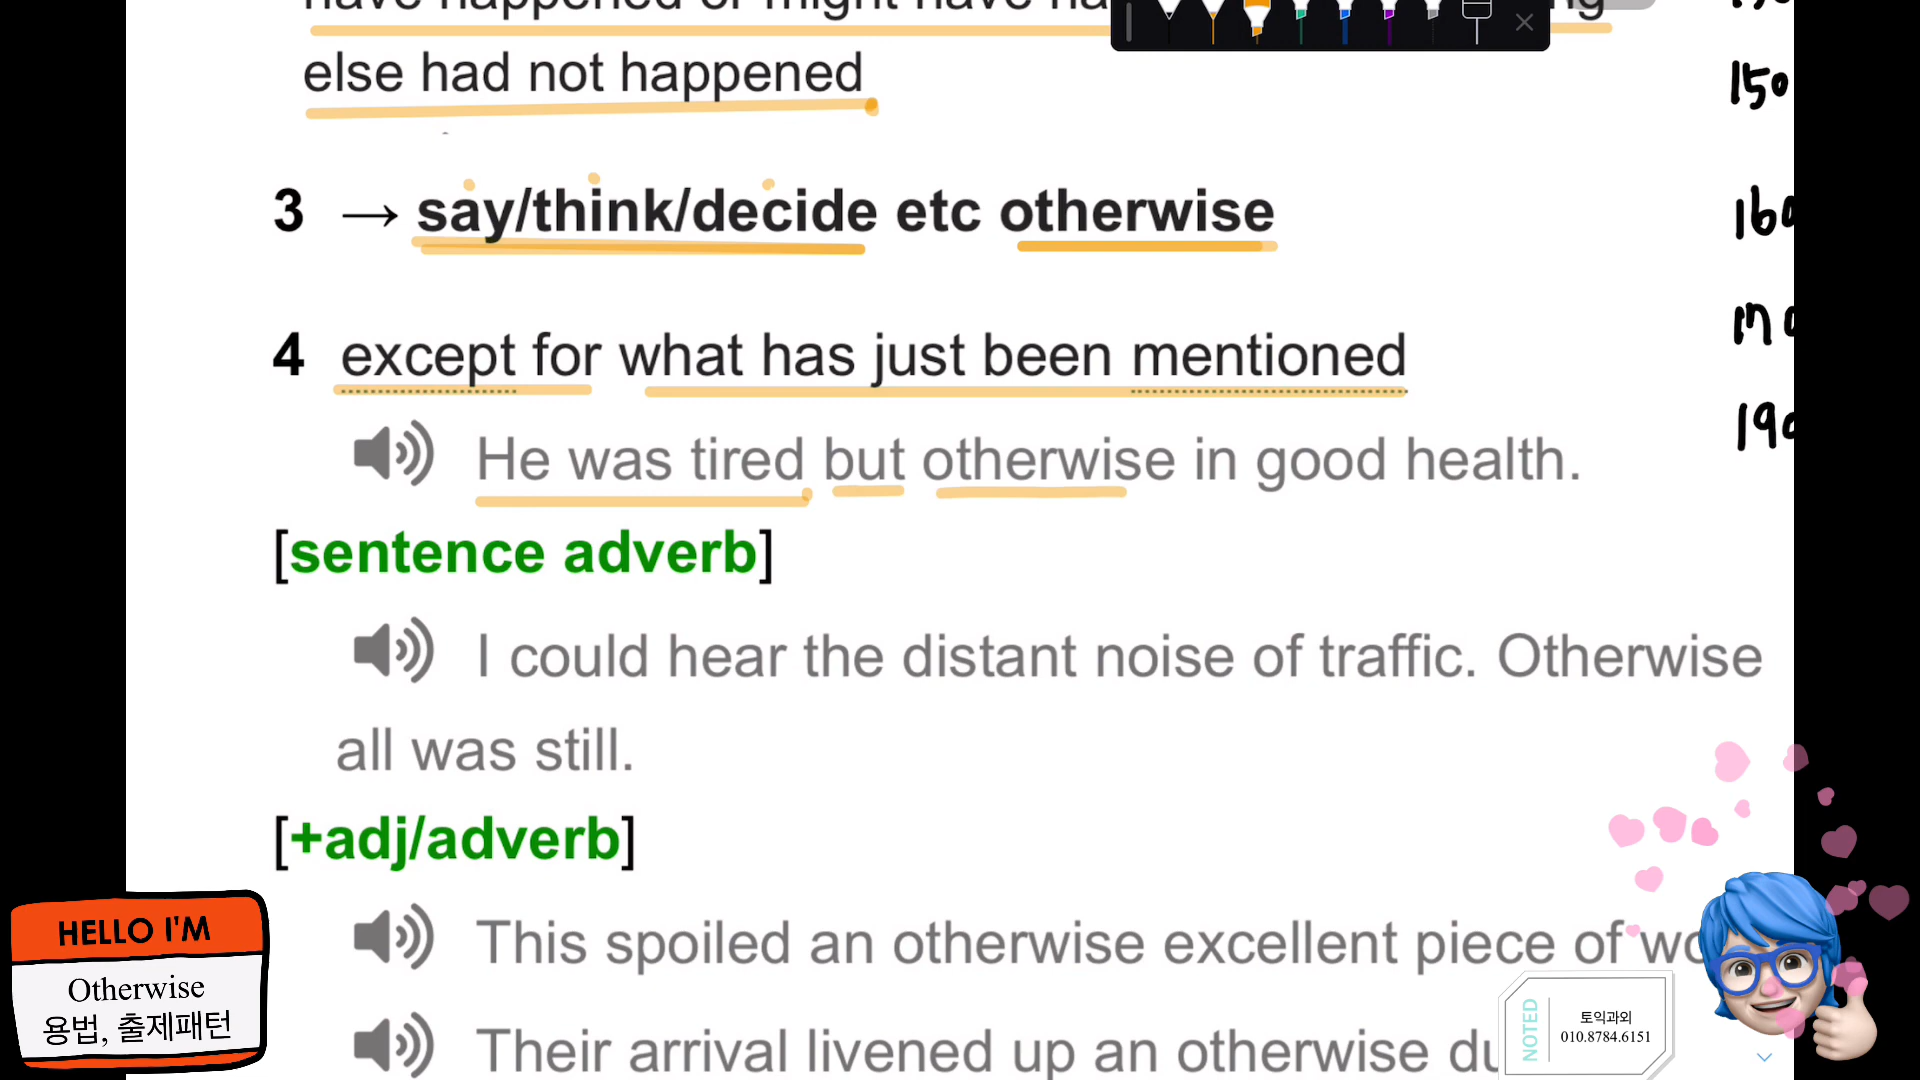 else had not happened
150
3 → say/think/decide etc otherwise
4 except for what has just been mentioned
He was tired but otherwise in good health.
190
[sentence adverb]
I could hear the distant noise of traffic. Otherwise
all was still.
[+adj/adverb]
This spoiled an otherwise excellent piece of
Their arrival livened up an otherwise
HELLO I'M
Otherwise
용법, 출제패턴
NOTED
토익과외
010.8784.6151